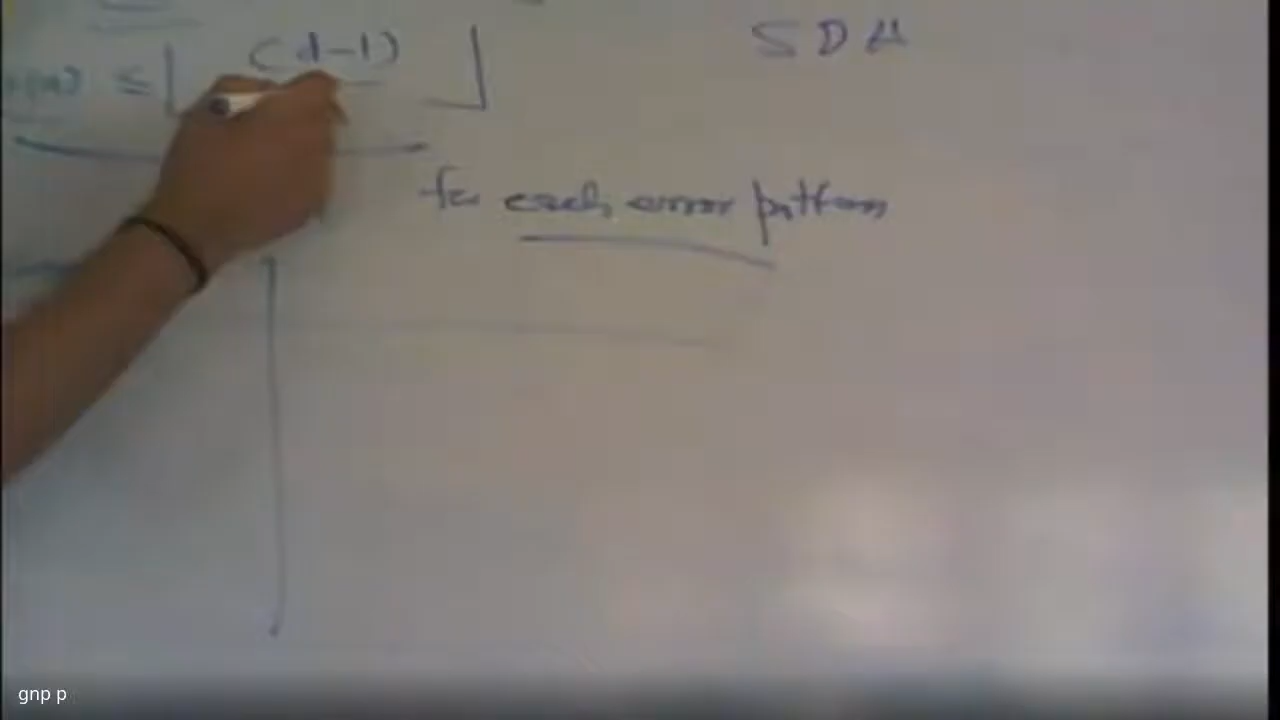 SDA
≤ ⌊ (d-1) ⌋
for each error pattern
gnp p